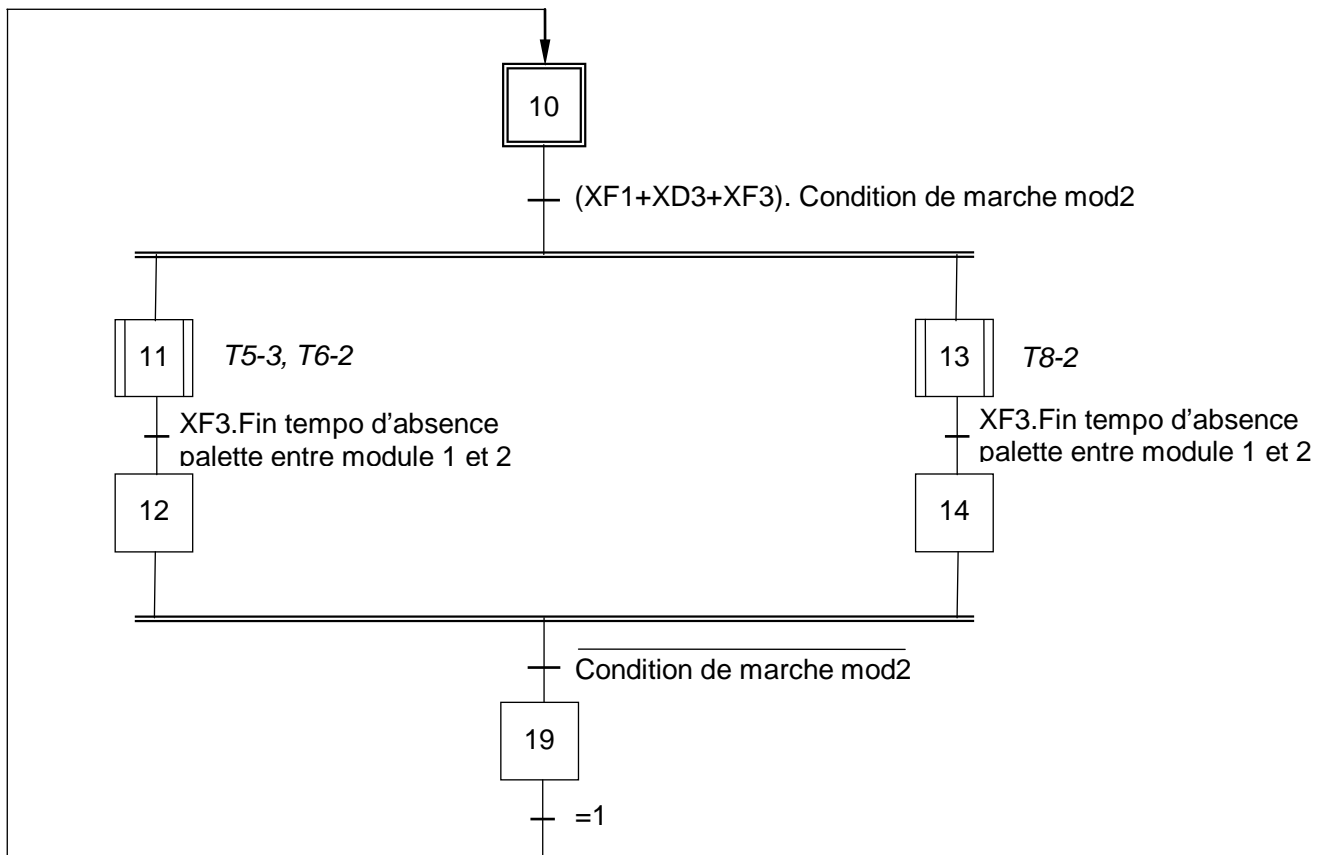 10
(XF1+XD3+XF3). Condition de marche mod2
11
T5-3, T6-2
13
T8-2
XF3.Fin tempo d'absence
palette entre module 1 et 2
XF3.Fin tempo d'absence
palette entre module 1 et 2
12
14
Condition de marche mod2
19
=1